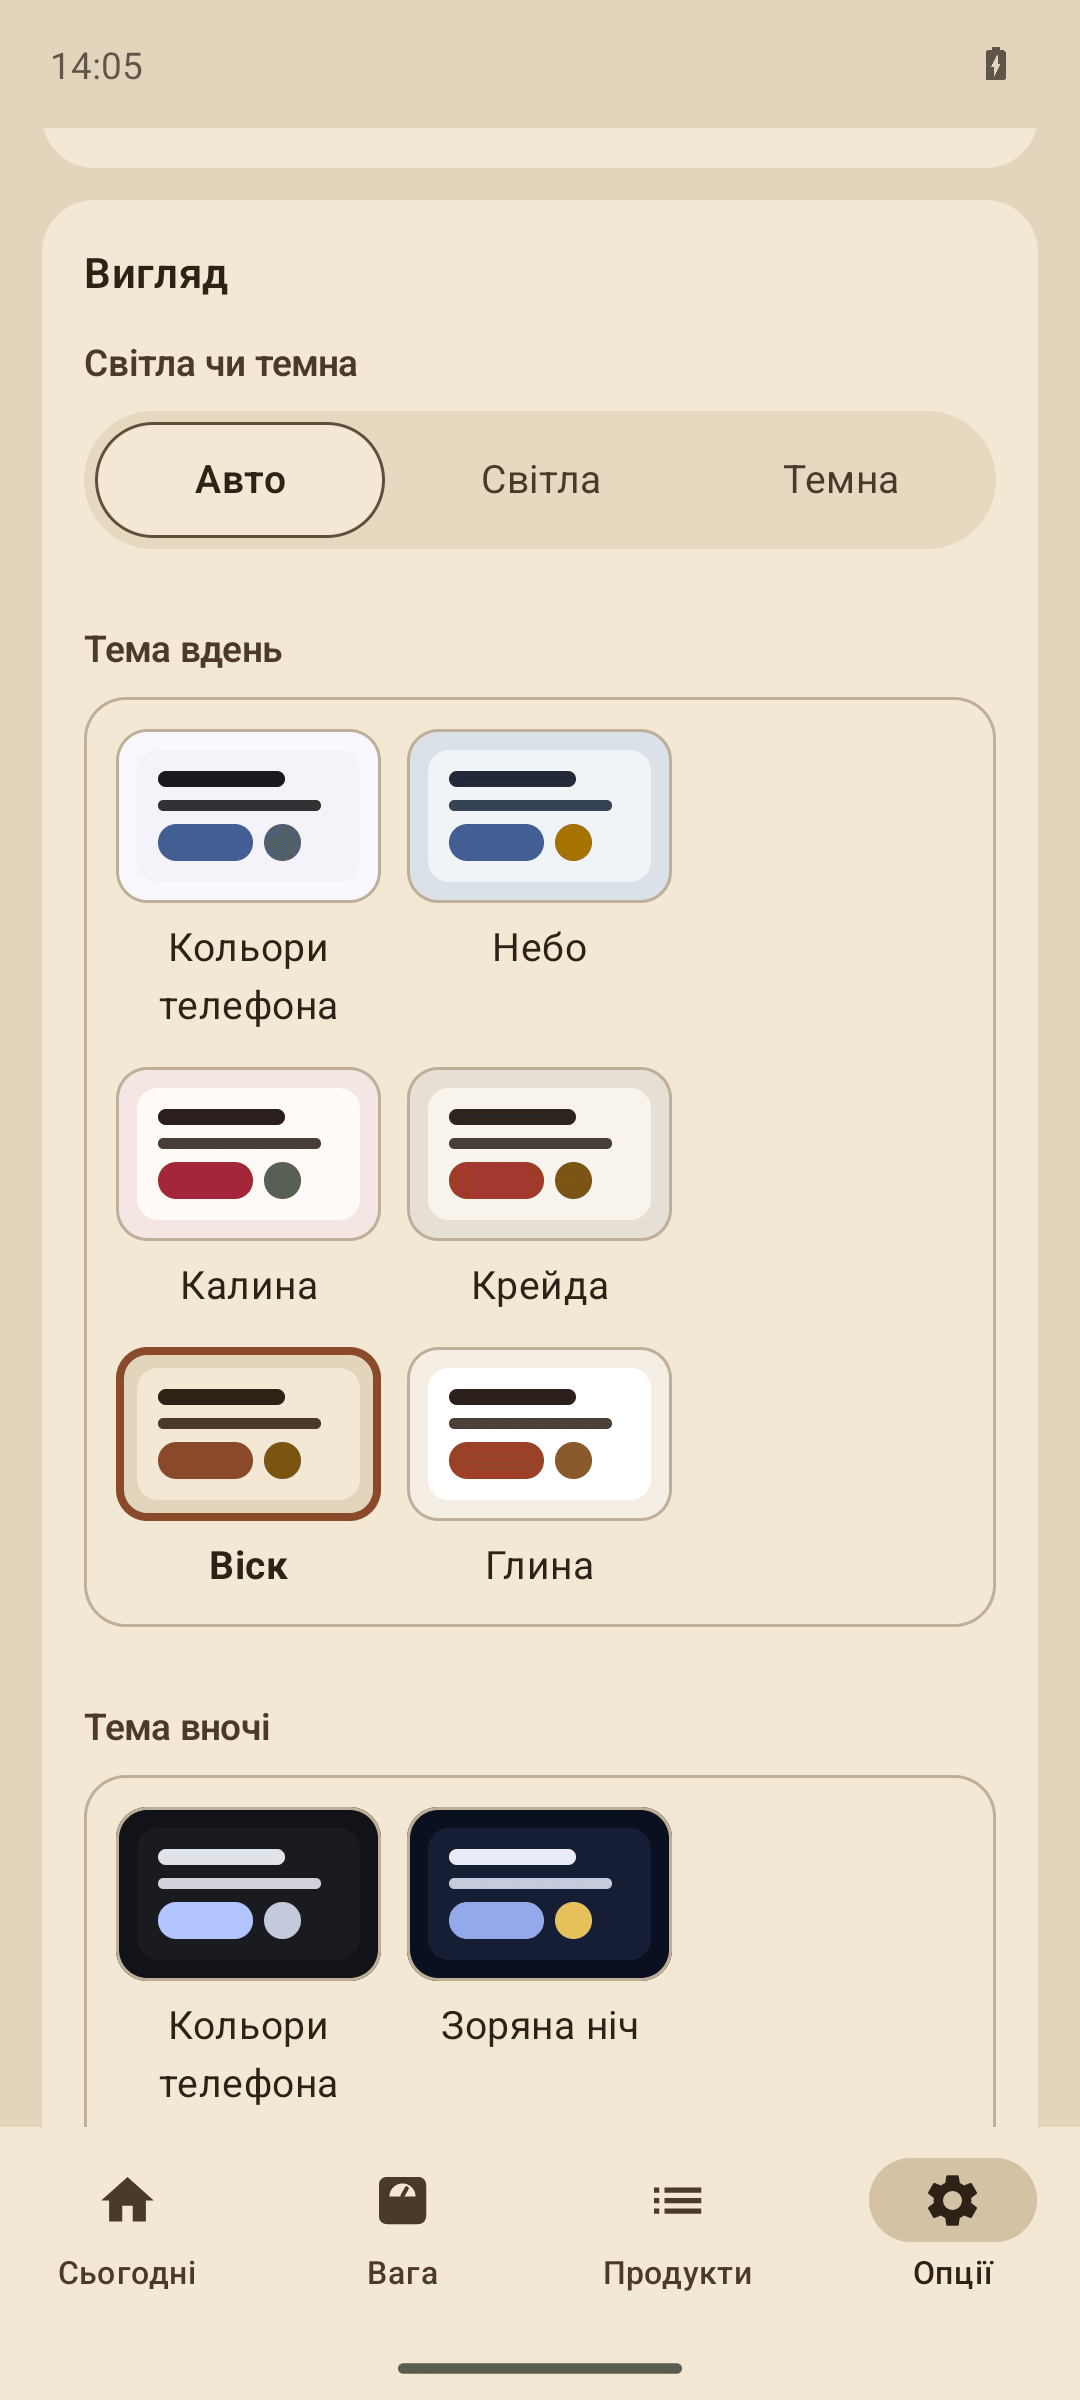 14:05
Вигляд
Світла чи темна
Авто Світла Темна
Тема вдень
Кольори телефона
Небо
Калина
Крейда
Віск
Глина
Тема вночі
Кольори телефона
Зоряна ніч
Сьогодні Вага Продукти Опції